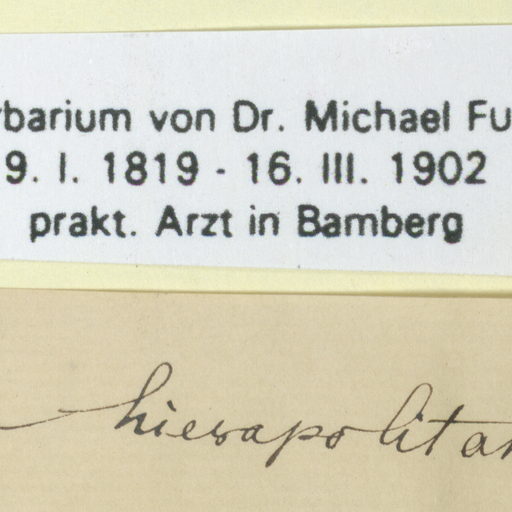 rbarium von Dr. Michael Fu
9. I. 1819 - 16. III. 1902
prakt. Arzt in Bamberg
hierapolitan